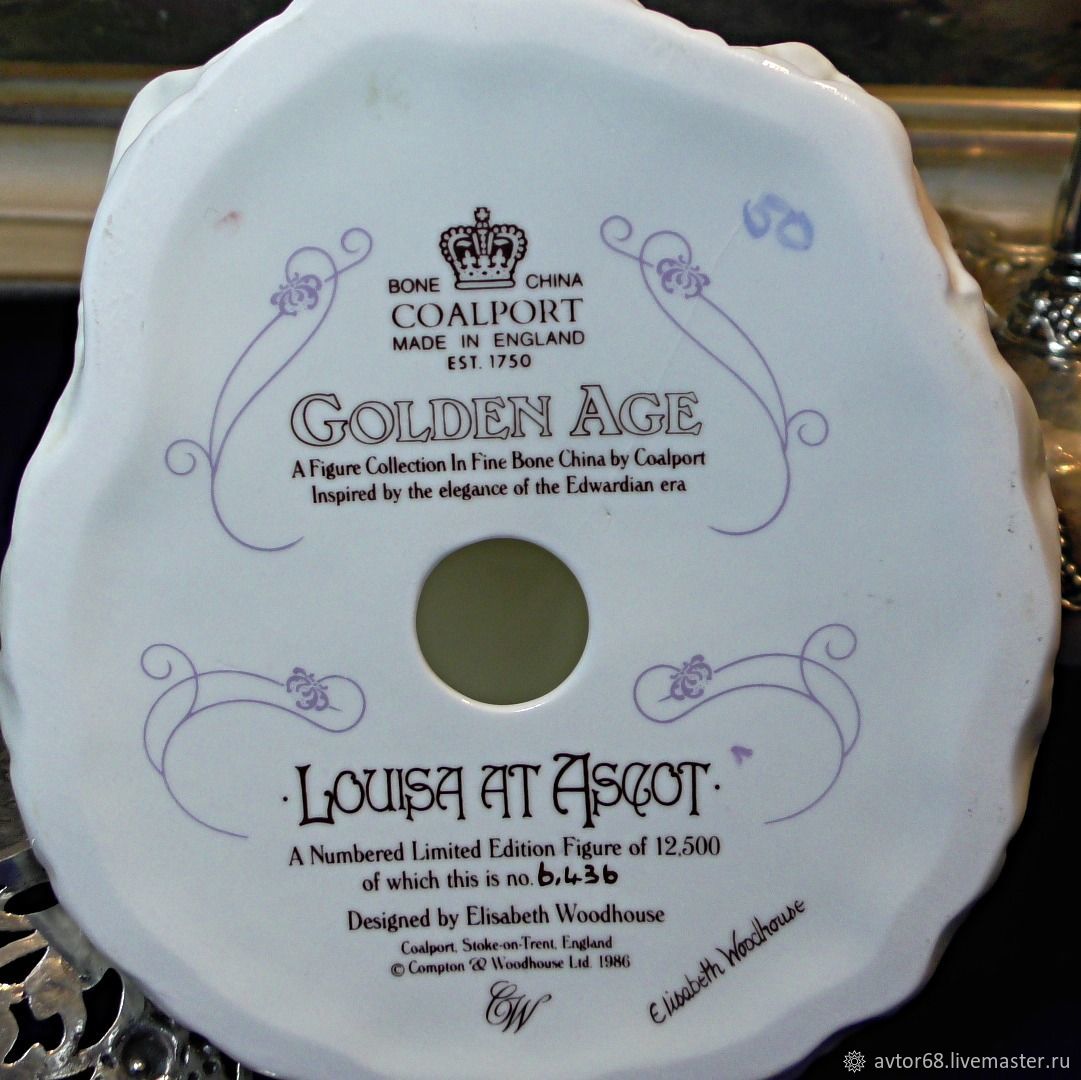 50
BONE CHINA
COALPORT
MADE IN ENGLAND
EST. 1750
GOLDEN AGE
A Figure Collection In Fine Bone China by Coalport
Inspired by the elegance of the Edwardian era
· LOUISA AT ASCOT ·
A Numbered Limited Edition Figure of 12,500
of which this is no. 6,436
Designed by Elisabeth Woodhouse
Coalport, Stoke-on-Trent, England
© Compton & Woodhouse Ltd. 1986
CW
Elisabeth Woodhouse
avtor68.livemaster.ru